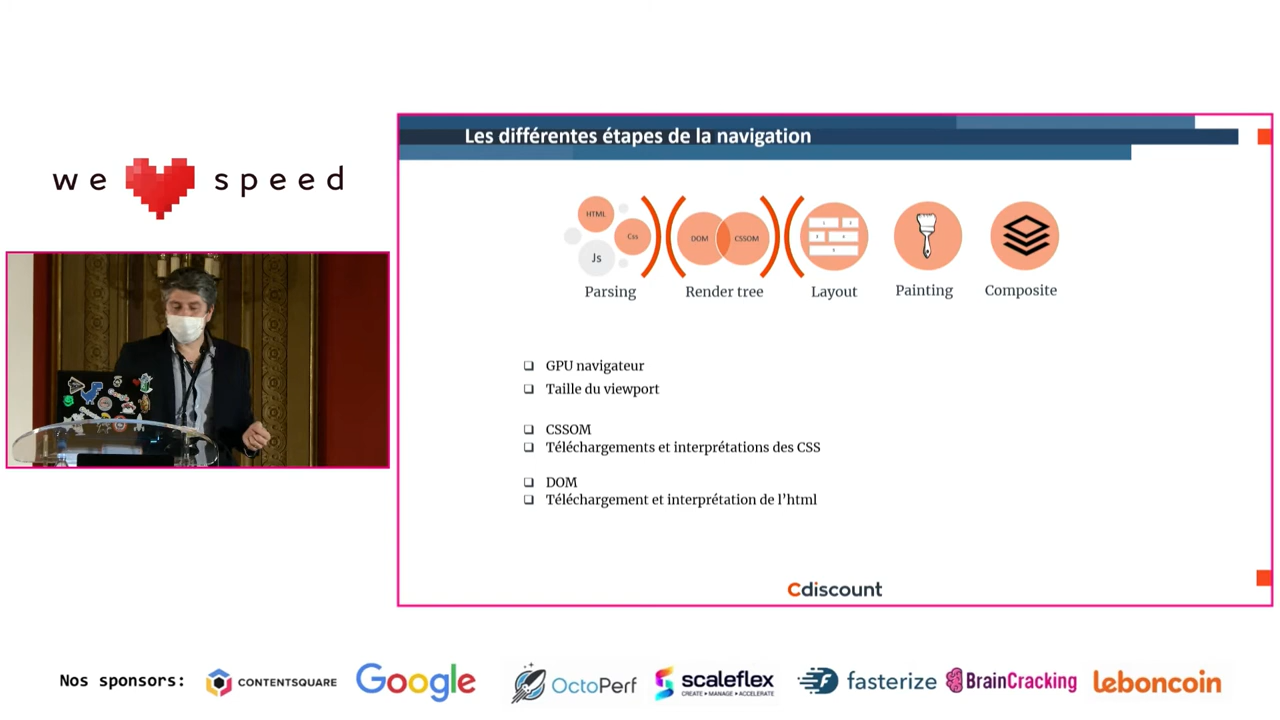 we speed
Les différentes étapes de la navigation
HTML
Css
Js
DOM
CSSOM
Parsing
Render tree
Layout
Painting
Composite
GPU navigateur
Taille du viewport
CSSOM
Téléchargements et interprétations des CSS
DOM
Téléchargement et interprétation de l'html
Cdiscount
Nos sponsors:
CONTENTSQUARE
Google
OctoPerf
scaleflex
CREATE • MANAGE • ACCELERATE
fasterize
BrainCracking
leboncoin